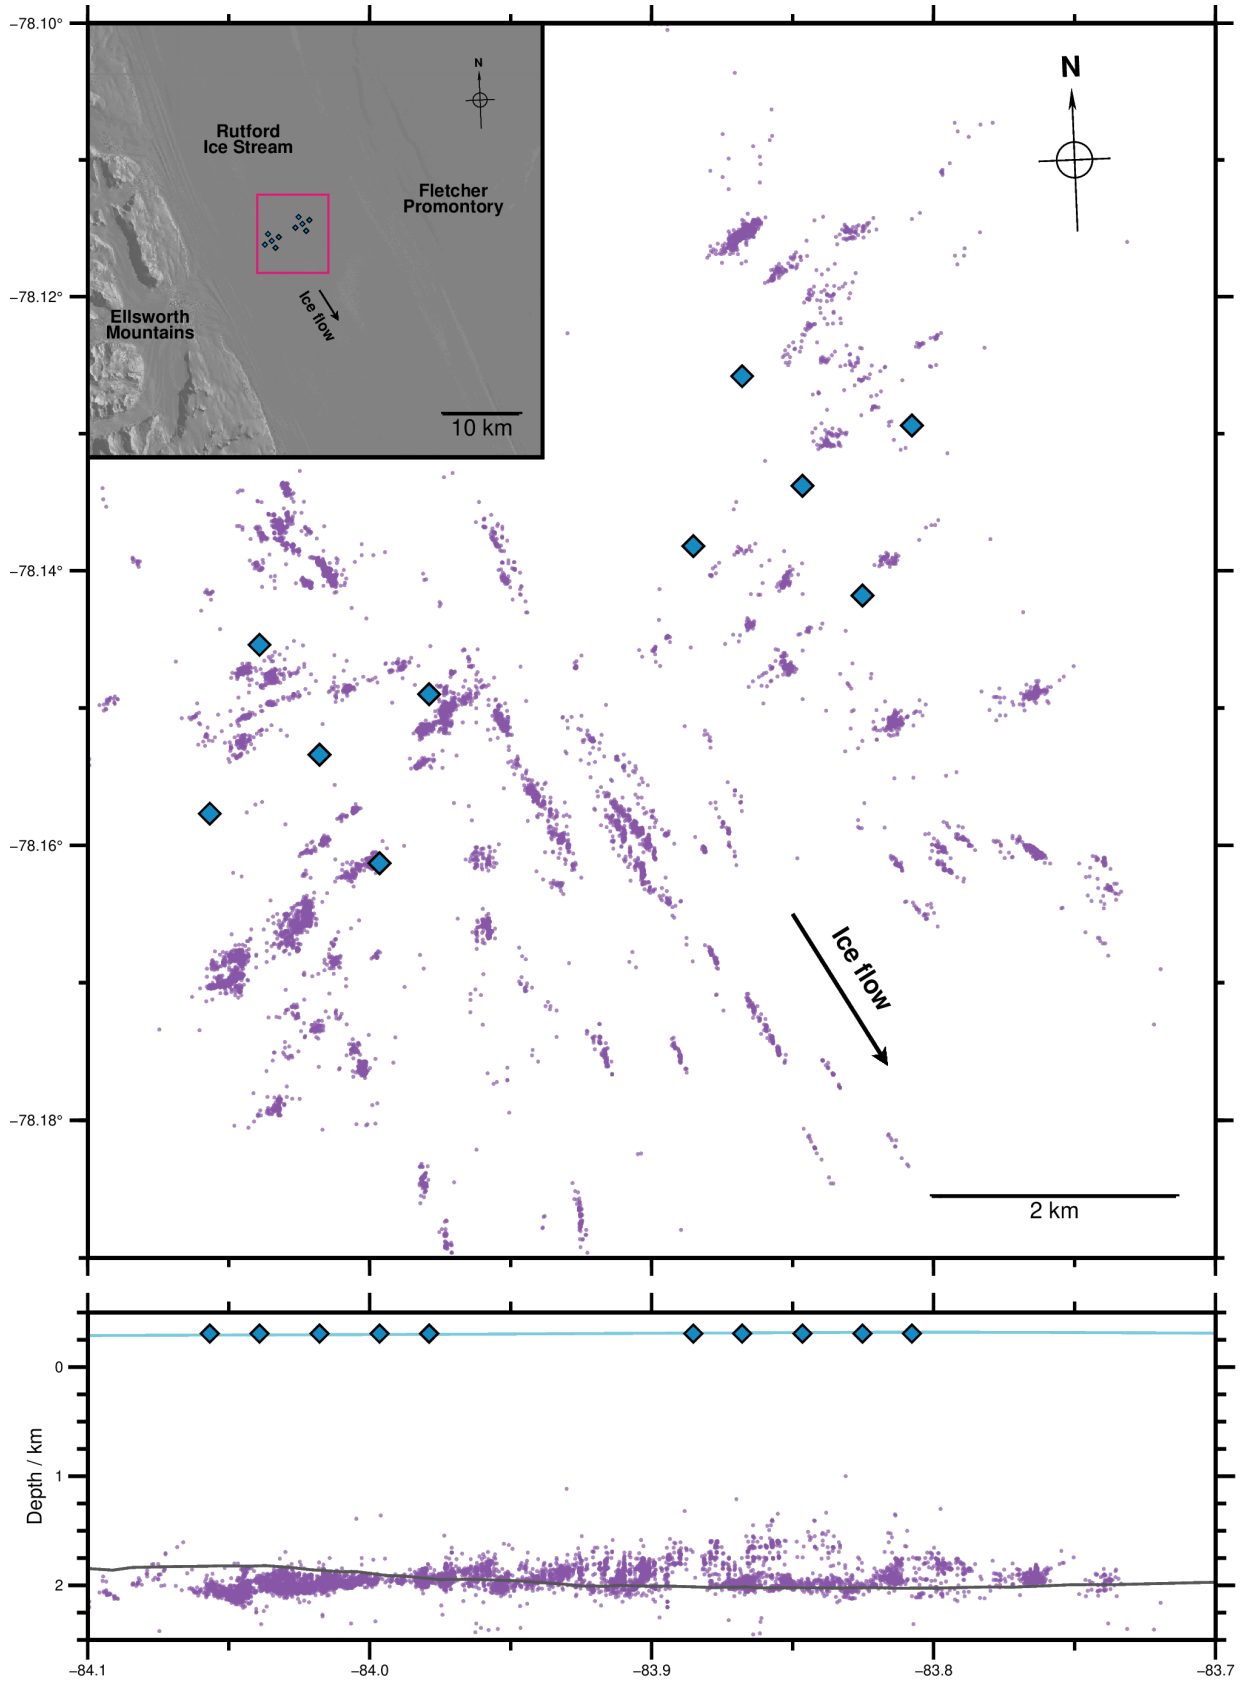 −78.10°
−78.12°
−78.14°
−78.16°
−78.18°
N
Rutford
Ice Stream
Fletcher
Promontory
Ellsworth
Mountains
Ice flow
10 km
N
Ice flow
2 km
0
1
2
Depth / km
−84.1
−84.0
−83.9
−83.8
−83.7